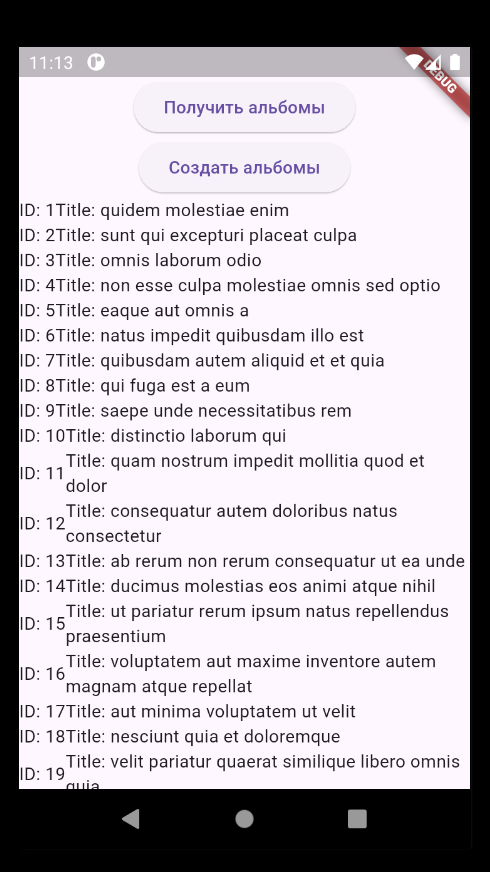 11:13
DEBUG
Получить альбомы
Создать альбомы
ID: 1Title: quidem molestiae enim
ID: 2Title: sunt qui excepturi placeat culpa
ID: 3Title: omnis laborum odio
ID: 4Title: non esse culpa molestiae omnis sed optio
ID: 5Title: eaque aut omnis a
ID: 6Title: natus impedit quibusdam illo est
ID: 7Title: quibusdam autem aliquid et et quia
ID: 8Title: qui fuga est a eum
ID: 9Title: saepe unde necessitatibus rem
ID: 10Title: distinctio laborum qui
ID: 11Title: quam nostrum impedit mollitia quod et
dolor
ID: 12Title: consequatur autem doloribus natus
consectetur
ID: 13Title: ab rerum non rerum consequatur ut ea unde
ID: 14Title: ducimus molestias eos animi atque nihil
ID: 15Title: ut pariatur rerum ipsum natus repellendus
praesentium
ID: 16Title: voluptatem aut maxime inventore autem
magnam atque repellat
ID: 17Title: aut minima voluptatem ut velit
ID: 18Title: nesciunt quia et doloremque
ID: 19Title: velit pariatur quaerat similique libero omnis
quia